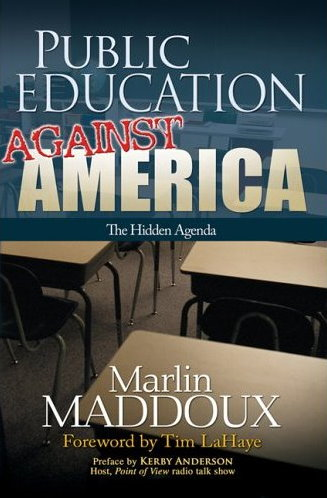 PUBLIC
EDUCATION
AGAINST
AMERICA
The Hidden Agenda
Marlin
MADDOUX
Foreword by Tim LaHaye
Preface by KERBY ANDERSON
Host, Point of View radio talk show